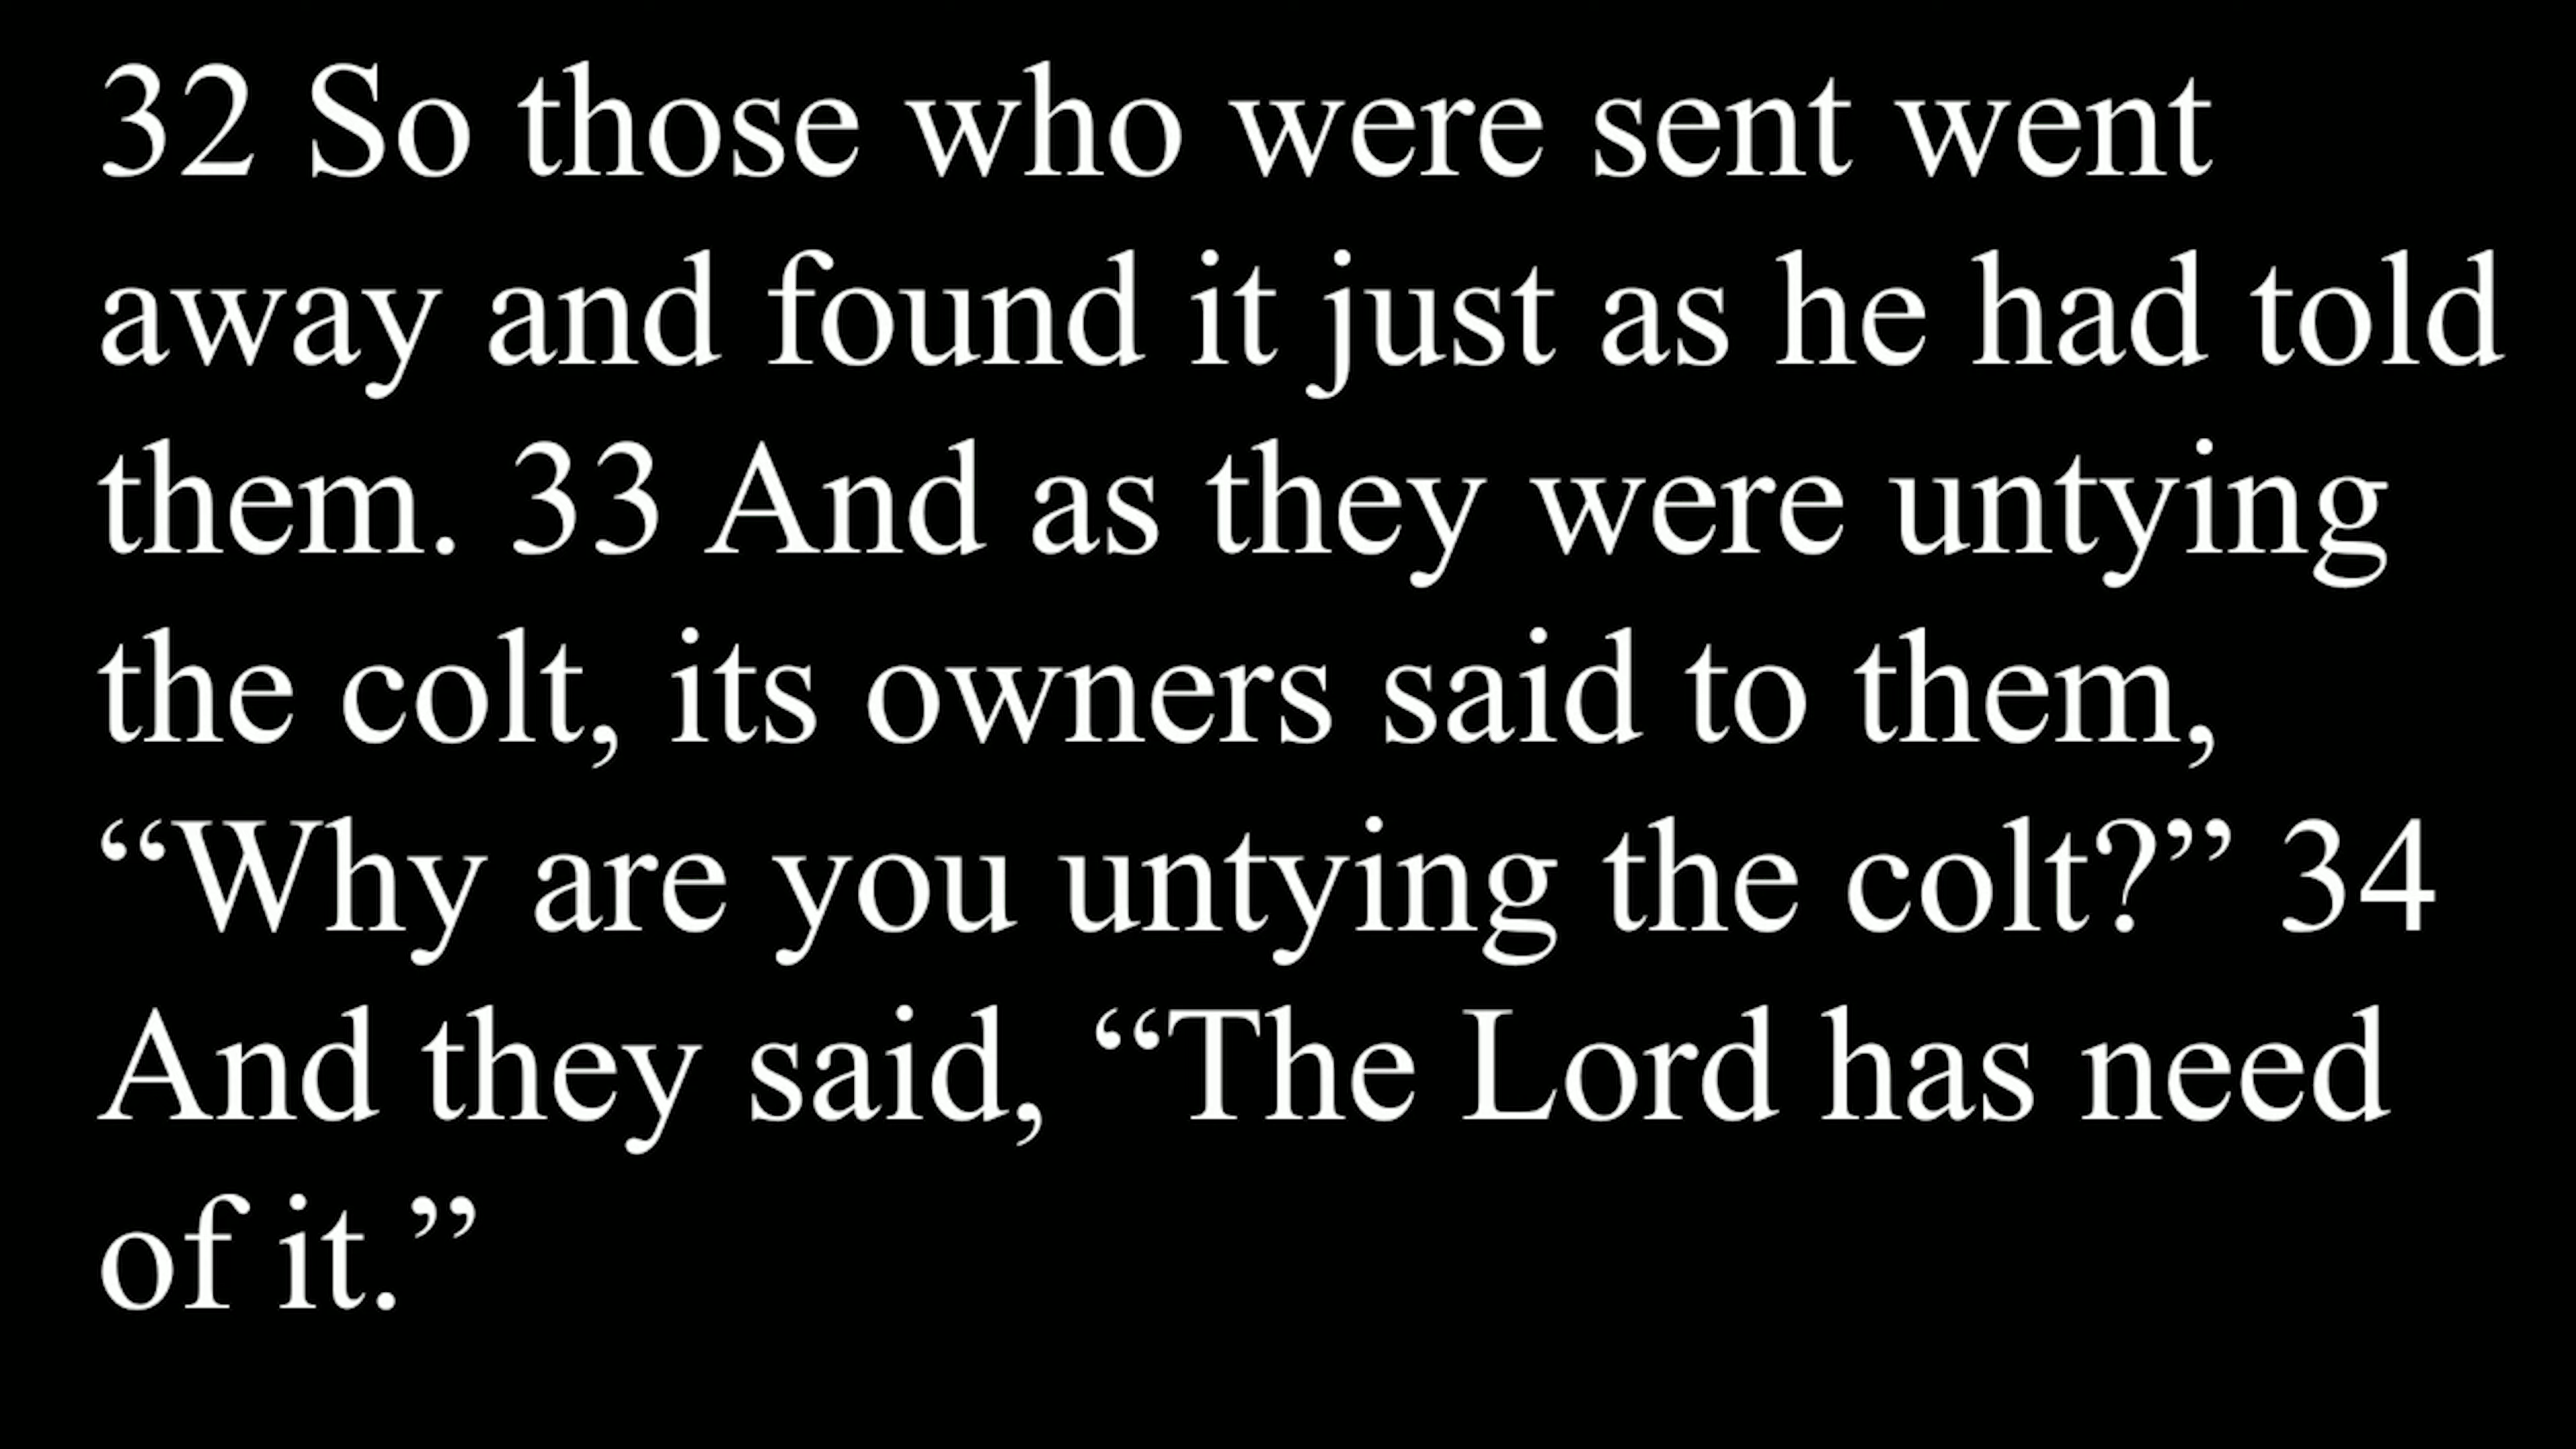 32 So those who were sent went
away and found it just as he had told
them. 33 And as they were untying
the colt, its owners said to them,
“Why are you untying the colt?” 34
And they said, “The Lord has need
of it.”